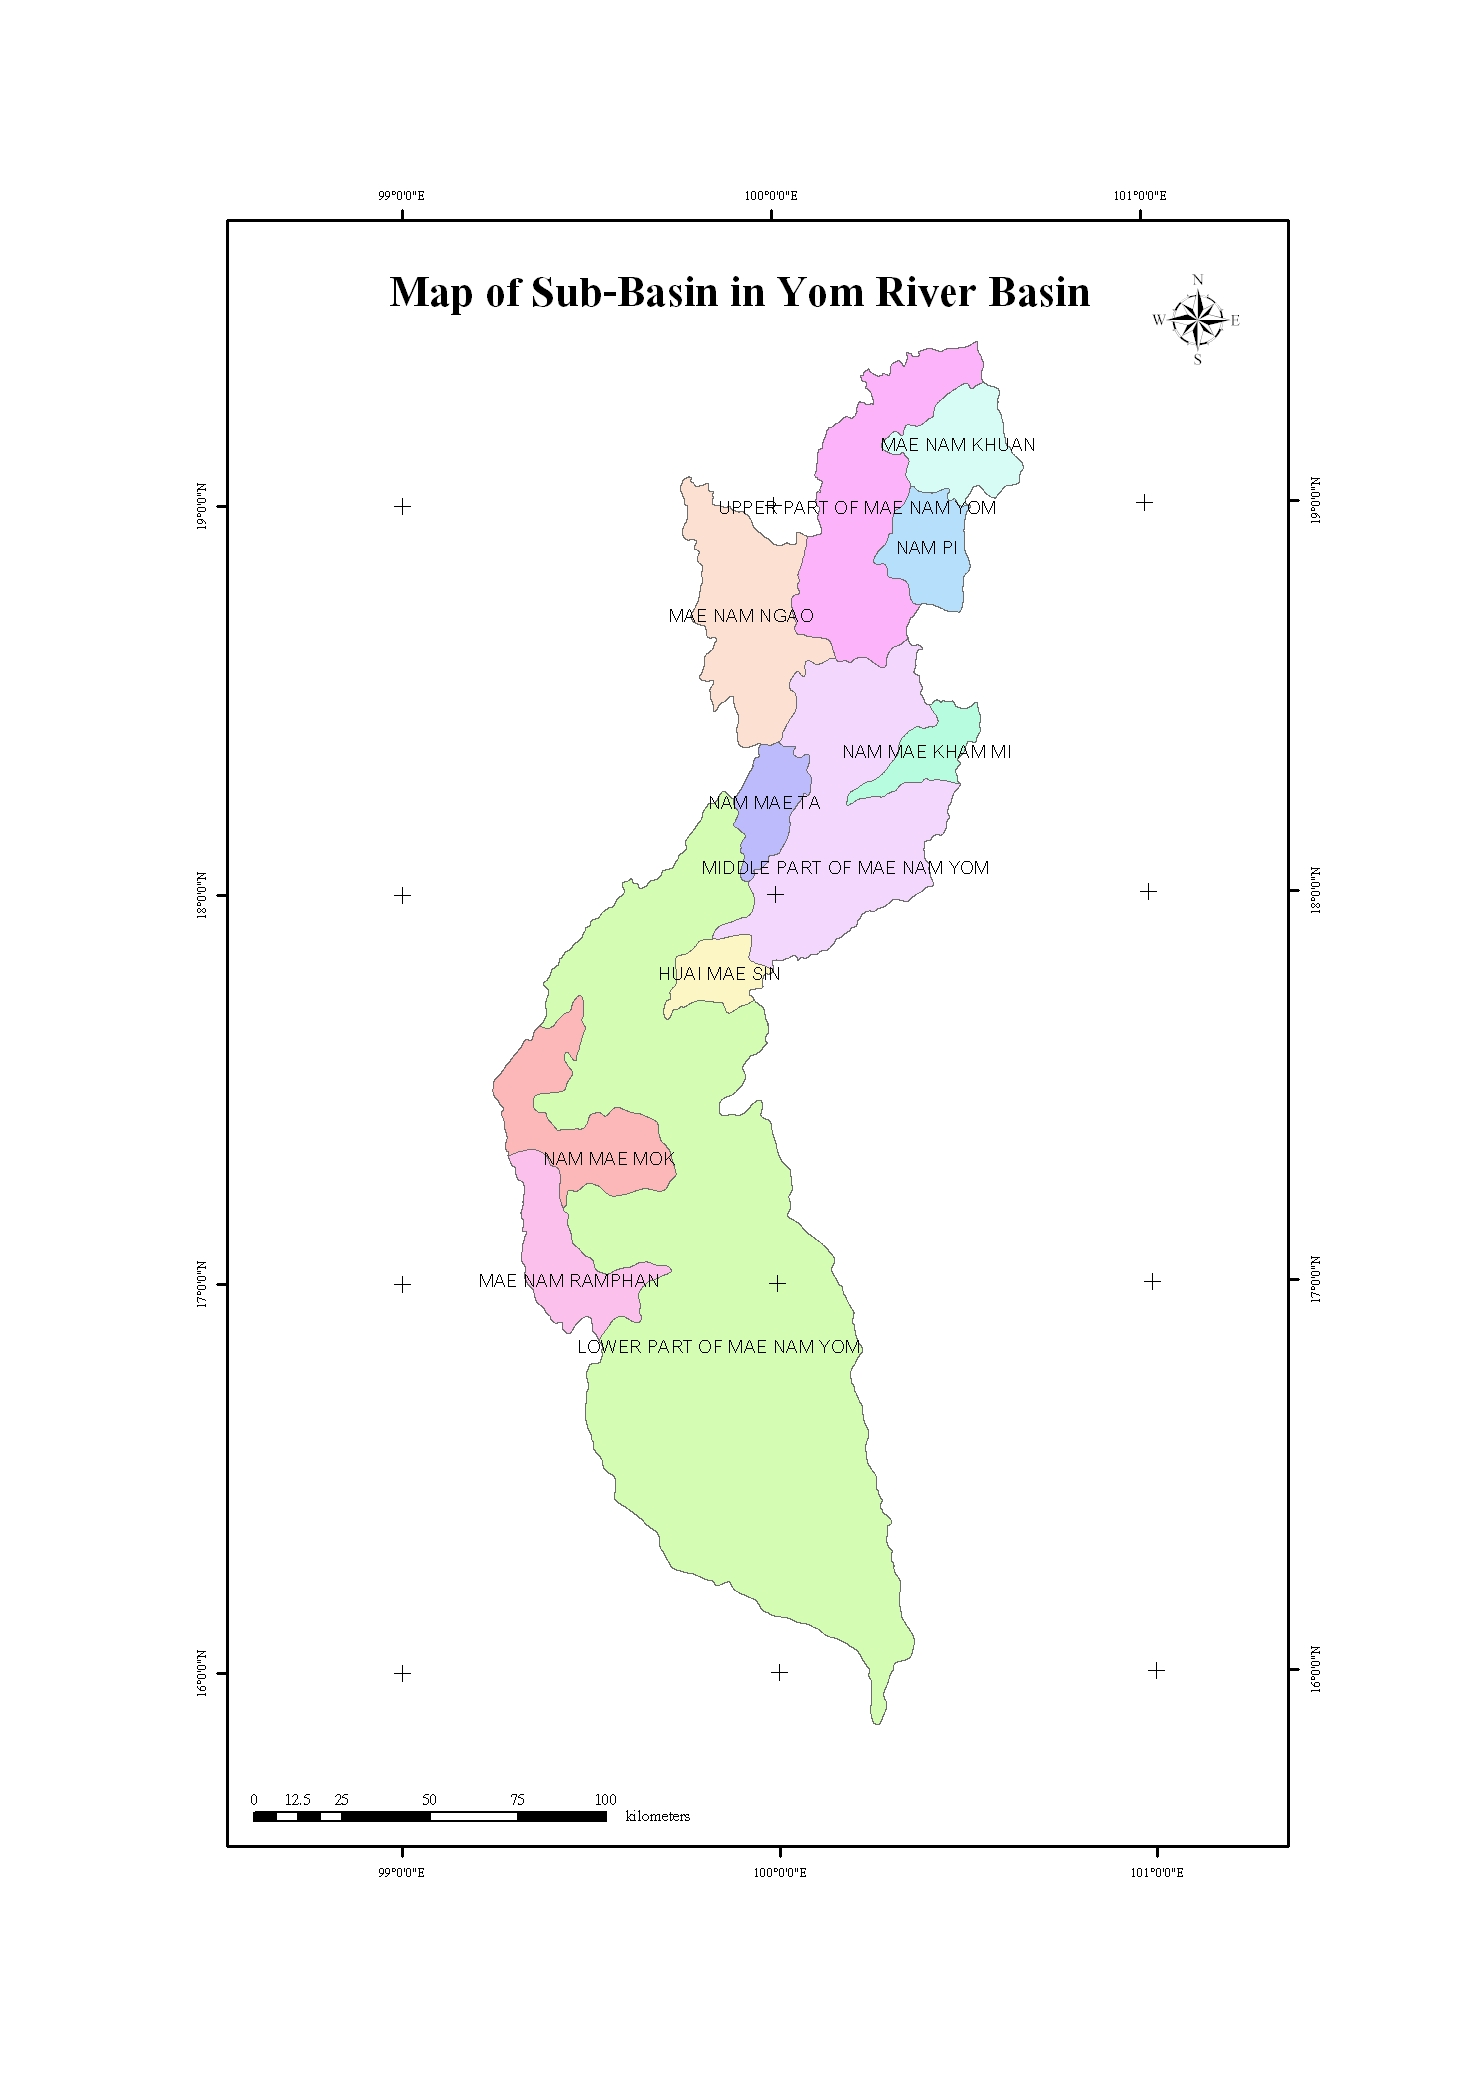 99°0'0"E 100°0'0"E 101°0'0"E
Map of Sub-Basin in Yom River Basin
N
W E
S
MAE NAM KHUAN
19°0'0"N 19°0'0"N
UPPER PART OF MAE NAM YOM
NAM PI
MAE NAM NGAO
NAM MAE KHAM MI
NAM MAE TA
MIDDLE PART OF MAE NAM YOM
18°0'0"N 18°0'0"N
HUAI MAE SIN
NAM MAE MOK
MAE NAM RAMPHAN
17°0'0"N 17°0'0"N
LOWER PART OF MAE NAM YOM
16°0'0"N 16°0'0"N
0 12.5 25 50 75 100
kilometers
99°0'0"E 100°0'0"E 101°0'0"E